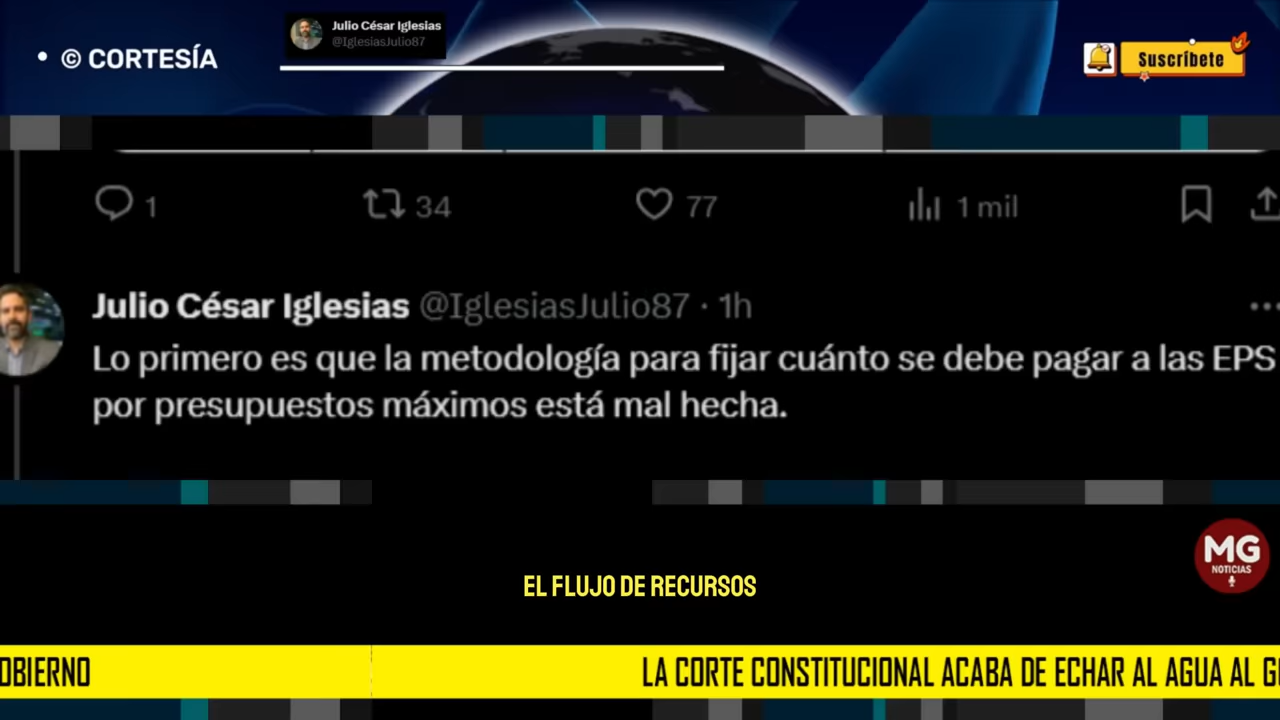 • © CORTESÍA
Julio César Iglesias
@IglesiasJulio87
Suscríbete
1
34
77
1 mil
Julio César Iglesias @IglesiasJulio87 · 1h
Lo primero es que la metodología para fijar cuánto se debe pagar a las EPS
por presupuestos máximos está mal hecha.
MG
NOTICIAS
EL FLUJO DE RECURSOS
OBIERNO
LA CORTE CONSTITUCIONAL ACABA DE ECHAR AL AGUA AL G